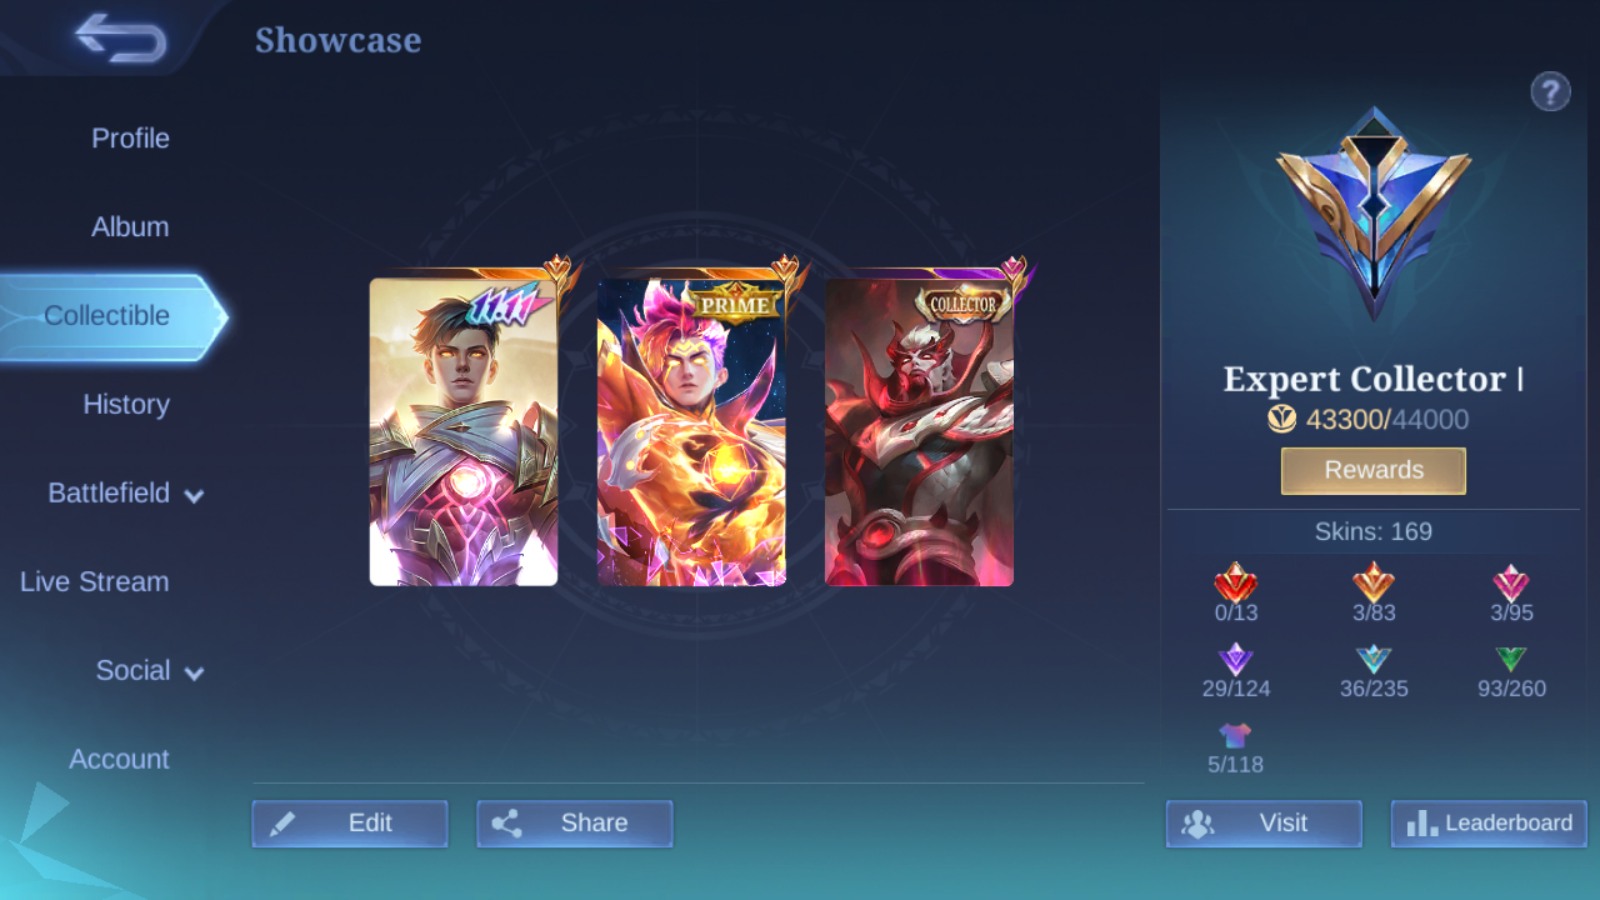 Showcase
?
Profile
Album
Collectible
History
Battlefield
Live Stream
Social
Account
11.11
PRIME
COLLECTOR
Edit
Share
Expert Collector I
43300/44000
Rewards
Skins: 169
0/13
3/83
3/95
29/124
36/235
93/260
5/118
Visit
Leaderboard